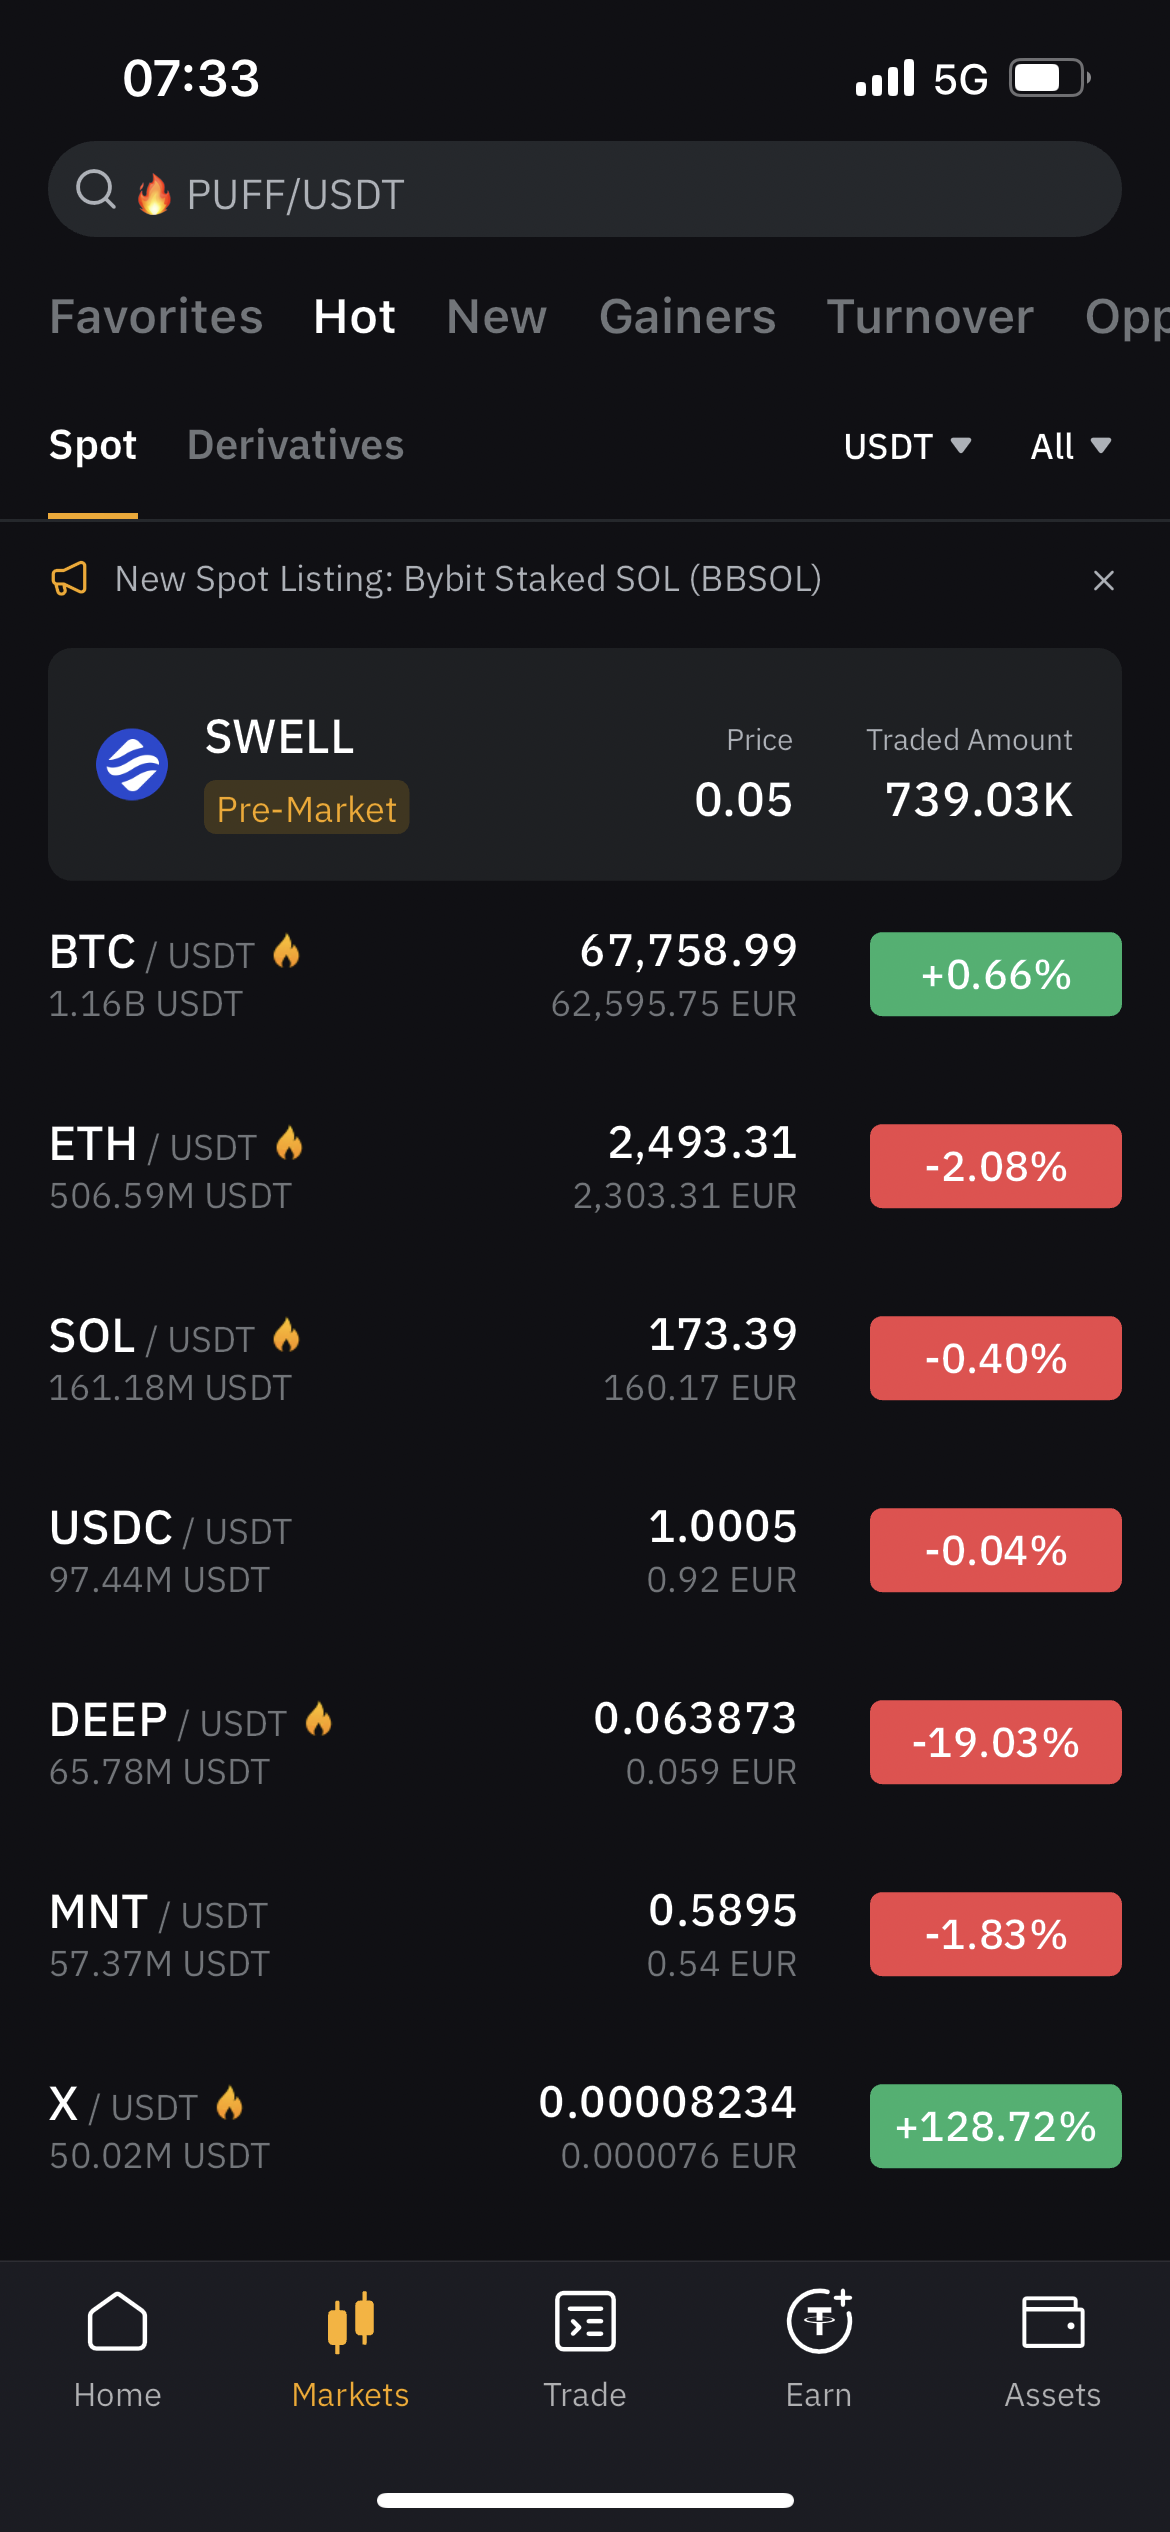 07:33 5G
PUFF/USDT
Favorites Hot New Gainers Turnover Opp
Spot Derivatives USDT All
New Spot Listing: Bybit Staked SOL (BBSOL)
SWELL Price Traded Amount
Pre-Market 0.05 739.03K
BTC / USDT 67,758.99 +0.66%
1.16B USDT 62,595.75 EUR
ETH / USDT 2,493.31 -2.08%
506.59M USDT 2,303.31 EUR
SOL / USDT 173.39 -0.40%
161.18M USDT 160.17 EUR
USDC / USDT 1.0005 -0.04%
97.44M USDT 0.92 EUR
DEEP / USDT 0.063873 -19.03%
65.78M USDT 0.059 EUR
MNT / USDT 0.5895 -1.83%
57.37M USDT 0.54 EUR
X / USDT 0.00008234 +128.72%
50.02M USDT 0.000076 EUR
Home Markets Trade Earn Assets